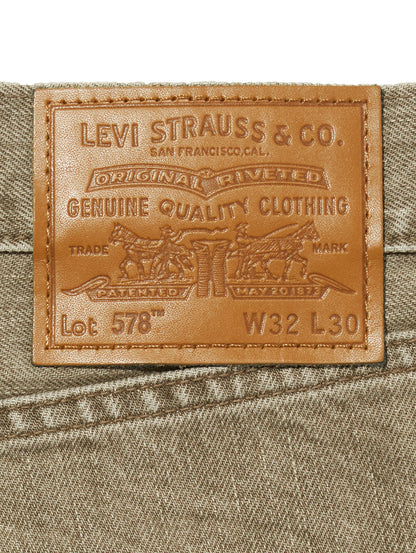 LEVI STRAUSS & CO.
SAN FRANCISCO, CAL.
ORIGINAL RIVETED
GENUINE QUALITY CLOTHING
TRADE MARK
PATENTED MAY 20 1873
Lot 578™ W32 L30